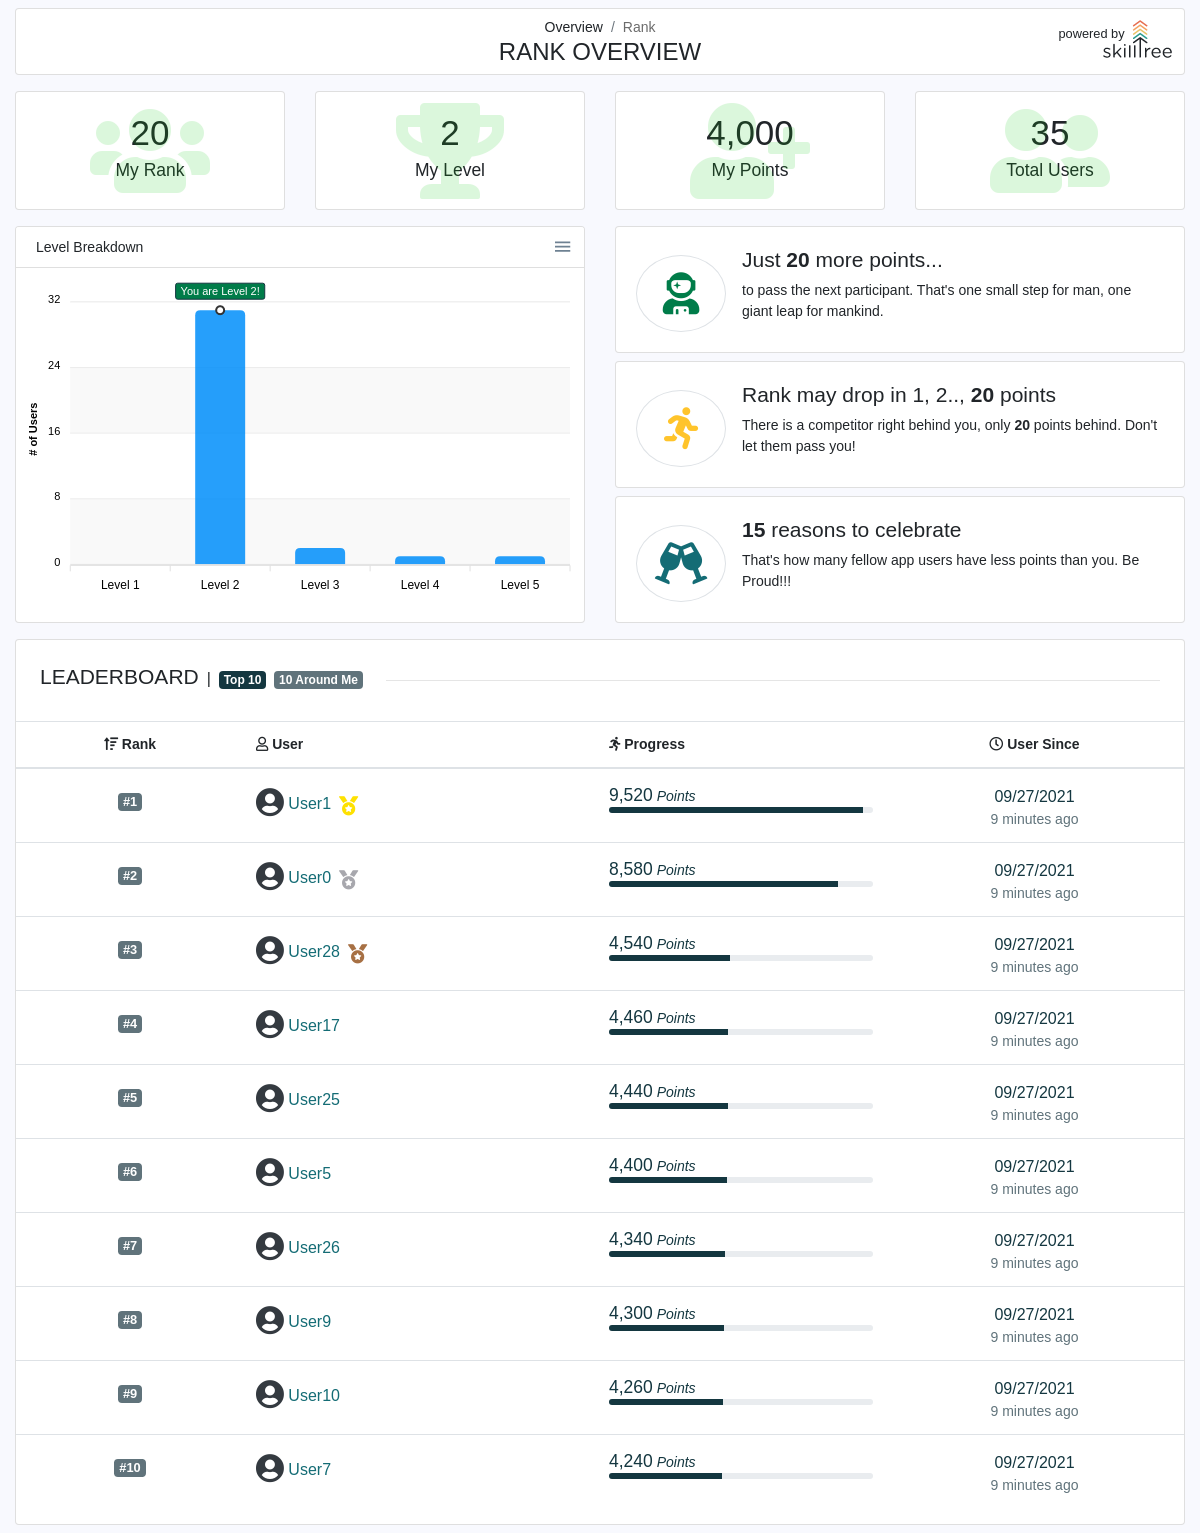 Overview / Rank
RANK OVERVIEW
powered by
skilltree
20
My Rank
2
My Level
4,000
My Points
35
Total Users
Level Breakdown
You are Level 2!
32
24
16
8
0
# of Users
Level 1 Level 2 Level 3 Level 4 Level 5
Just 20 more points...
to pass the next participant. That's one small step for man, one
giant leap for mankind.
Rank may drop in 1, 2.., 20 points
There is a competitor right behind you, only 20 points behind. Don't
let them pass you!
15 reasons to celebrate
That's how many fellow app users have less points than you. Be
Proud!!!
LEADERBOARD | Top 10 10 Around Me
Rank User Progress User Since
#1 User1 9,520 Points 09/27/2021
9 minutes ago
#2 User0 8,580 Points 09/27/2021
9 minutes ago
#3 User28 4,540 Points 09/27/2021
9 minutes ago
#4 User17 4,460 Points 09/27/2021
9 minutes ago
#5 User25 4,440 Points 09/27/2021
9 minutes ago
#6 User5 4,400 Points 09/27/2021
9 minutes ago
#7 User26 4,340 Points 09/27/2021
9 minutes ago
#8 User9 4,300 Points 09/27/2021
9 minutes ago
#9 User10 4,260 Points 09/27/2021
9 minutes ago
#10 User7 4,240 Points 09/27/2021
9 minutes ago